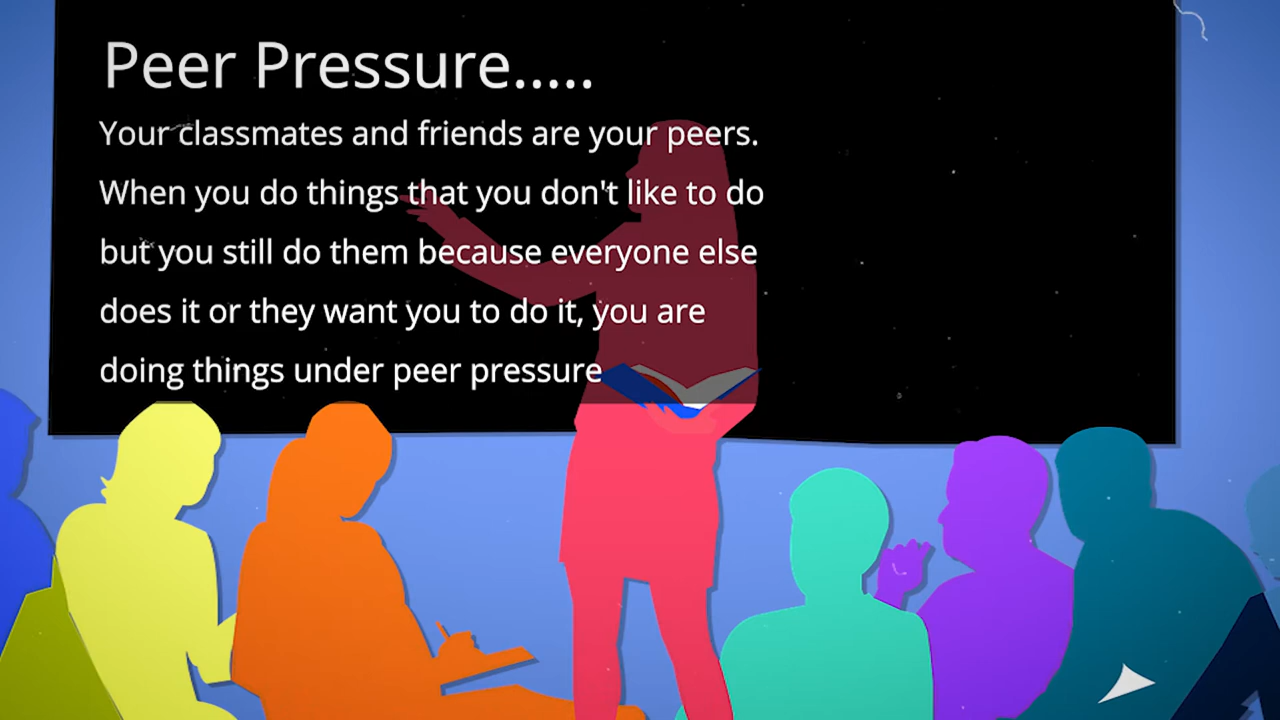 Peer Pressure.....
Your classmates and friends are your peers.
When you do things that you don't like to do
but you still do them because everyone else
does it or they want you to do it, you are
doing things under peer pressure